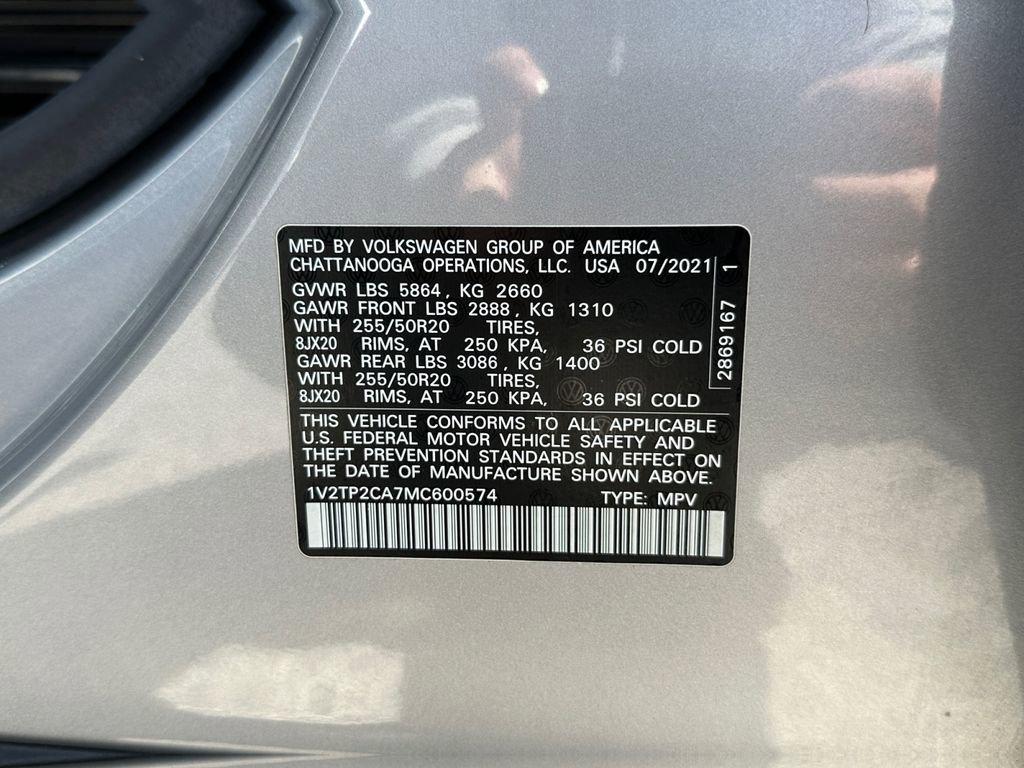 MFD BY VOLKSWAGEN GROUP OF AMERICA
CHATTANOOGA OPERATIONS, LLC. USA 07/2021
GVWR LBS 5864, KG 2660
GAWR FRONT LBS 2888, KG 1310
WITH 255/50R20 TIRES,
8JX20 RIMS, AT 250 KPA, 36 PSI COLD
GAWR REAR LBS 3086, KG 1400
WITH 255/50R20 TIRES,
8JX20 RIMS, AT 250 KPA, 36 PSI COLD
2869167 1
THIS VEHICLE CONFORMS TO ALL APPLICABLE
U.S. FEDERAL MOTOR VEHICLE SAFETY AND
THEFT PREVENTION STANDARDS IN EFFECT ON
THE DATE OF MANUFACTURE SHOWN ABOVE.
1V2TP2CA7MC600574 TYPE: MPV